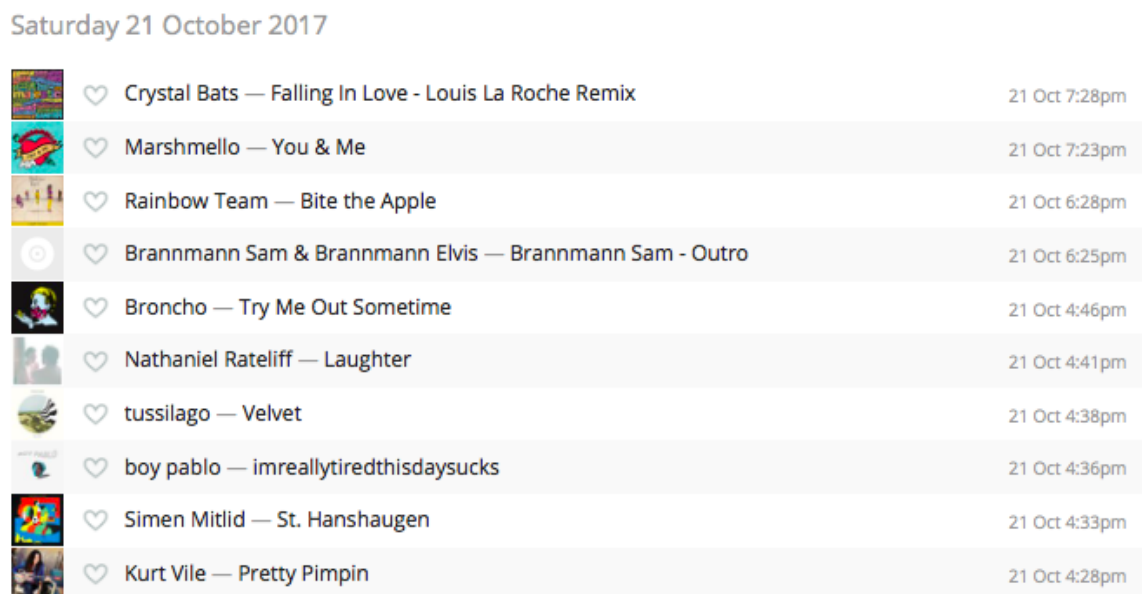 Saturday 21 October 2017
Crystal Bats — Falling In Love - Louis La Roche Remix 21 Oct 7:28pm
Marshmello — You & Me 21 Oct 7:23pm
Rainbow Team — Bite the Apple 21 Oct 6:28pm
Brannmann Sam & Brannmann Elvis — Brannmann Sam - Outro 21 Oct 6:25pm
Broncho — Try Me Out Sometime 21 Oct 4:46pm
Nathaniel Rateliff — Laughter 21 Oct 4:41pm
tussilago — Velvet 21 Oct 4:38pm
boy pablo — imreallytiredthisdaysucks 21 Oct 4:36pm
Simen Mitlid — St. Hanshaugen 21 Oct 4:33pm
Kurt Vile — Pretty Pimpin 21 Oct 4:28pm